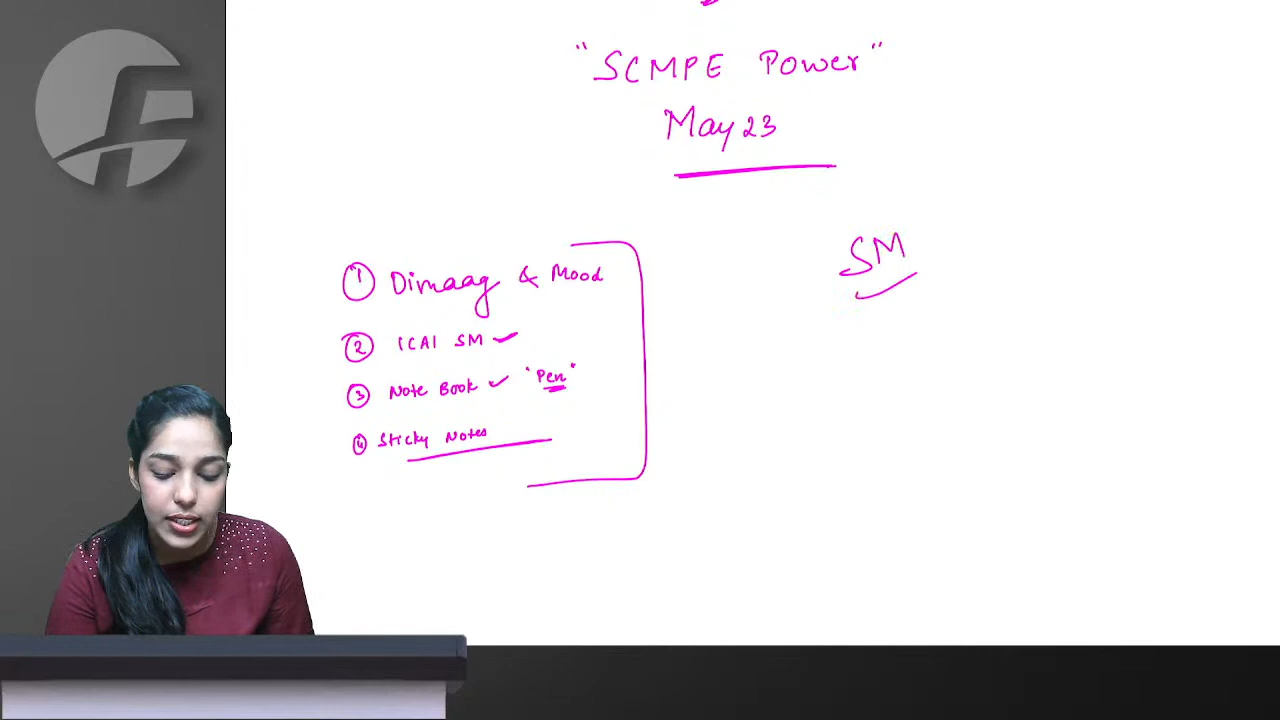 "SCMPE Power"
May 23
SM
① Dimaag & Mood
② ICAI SM ✓
③ Note Book ✓ "Pen"
④ Sticky Notes